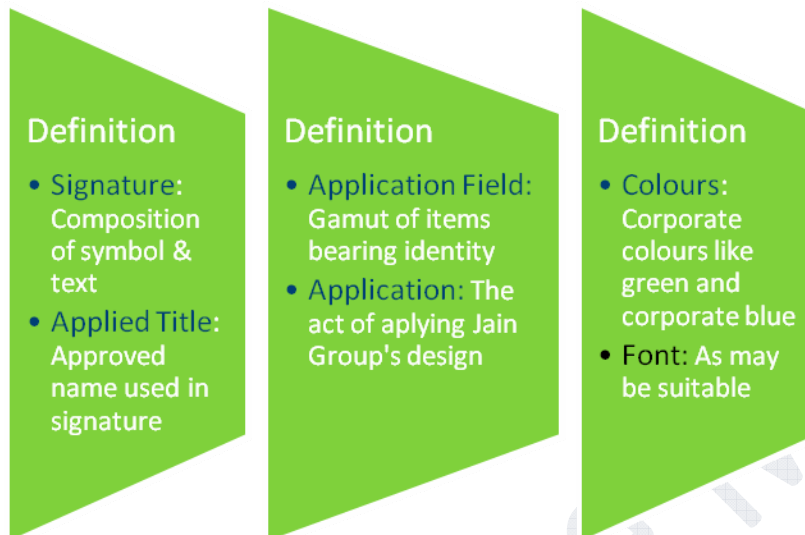 Definition
• Signature:
Composition
of symbol &
text
• Applied Title:
Approved
name used in
signature
Definition
• Application Field:
Gamut of items
bearing identity
• Application: The
act of aplying Jain
Group's design
Definition
• Colours:
Corporate
colours like
green and
corporate blue
• Font: As may
be suitable